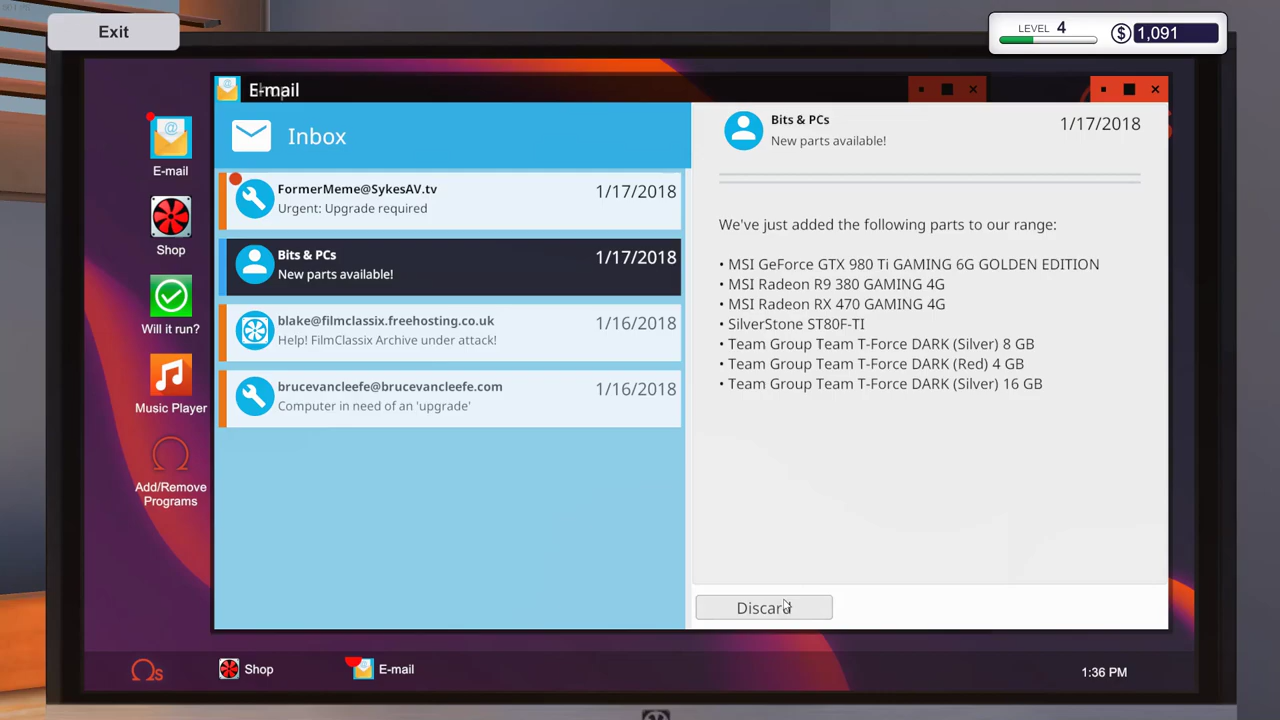 Exit
LEVEL 4
$ 1,091
E-mail
Inbox
FormerMeme@SykesAV.tv
1/17/2018
Urgent: Upgrade required
Bits & PCs
1/17/2018
New parts available!
blake@filmclassix.freehosting.co.uk
1/16/2018
Help! FilmClassix Archive under attack!
brucevancleefe@brucevancleefe.com
1/16/2018
Computer in need of an 'upgrade'
Bits & PCs
1/17/2018
New parts available!
We've just added the following parts to our range:
• MSI GeForce GTX 980 Ti GAMING 6G GOLDEN EDITION
• MSI Radeon R9 380 GAMING 4G
• MSI Radeon RX 470 GAMING 4G
• SilverStone ST80F-TI
• Team Group Team T-Force DARK (Silver) 8 GB
• Team Group Team T-Force DARK (Red) 4 GB
• Team Group Team T-Force DARK (Silver) 16 GB
Discard
E-mail
Shop
Will it run?
Music Player
Add/Remove
Programs
Ωs
Shop
E-mail
1:36 PM